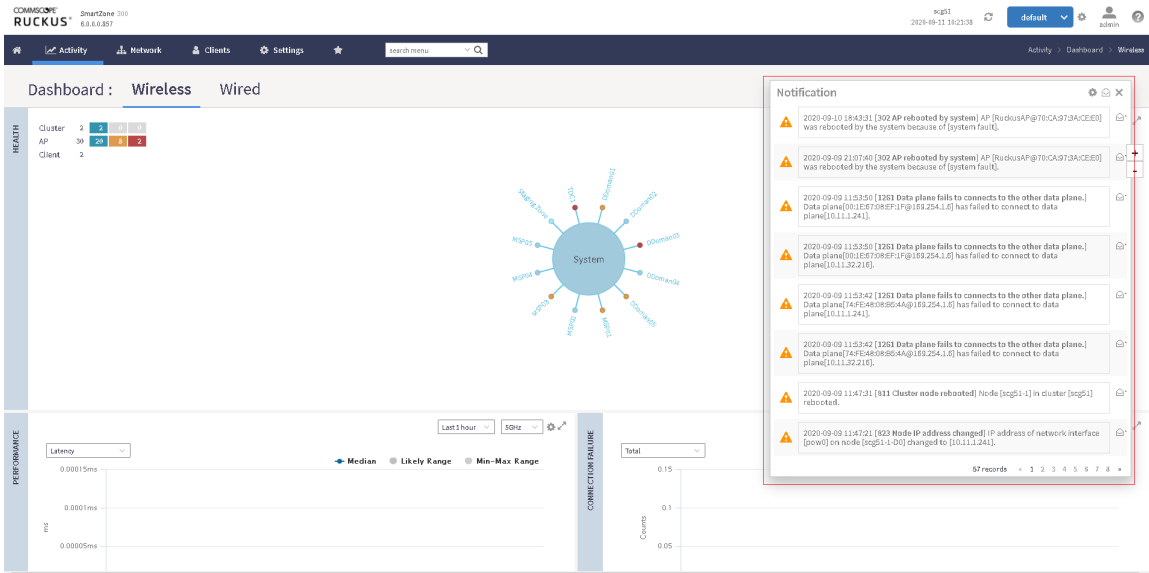 COMMSCOPE
RUCKUS
SmartZone 300
6.0.0.0.857
scg51
2020-09-11 10:21:38
default
admin
Activity
Network
Clients
Settings
search menu
Activity > Dashboard > Wireless
Dashboard :
Wireless
Wired
HEALTH
Cluster 2 2 0 0
AP 30 20 8 2
Client 2
TDC1
DDoman01
DDoman02
DDoman03
DDoman04
DDoman05
MSP01
MSP02
MSP03
MSP04
MSP05
Staging Zone
System
Notification
2020-09-10 18:43:31 [302 AP rebooted by system] AP [RuckusAP@70:CA:97:3A:CE:E0]
was rebooted by the system because of [system fault].
2020-09-09 21:07:40 [302 AP rebooted by system] AP [RuckusAP@70:CA:97:3A:CE:E0]
was rebooted by the system because of [system fault].
2020-09-09 11:53:50 [1261 Data plane fails to connects to the other data plane.]
Data plane[00:1E:67:08:EF:1F@169.254.1.6] has failed to connect to data
plane[10.11.1.241].
2020-09-09 11:53:50 [1261 Data plane fails to connects to the other data plane.]
Data plane[00:1E:67:08:EF:1F@169.254.1.6] has failed to connect to data
plane[10.11.32.216].
2020-09-09 11:53:42 [1261 Data plane fails to connects to the other data plane.]
Data plane[74:FE:48:08:B5:4A@169.254.1.6] has failed to connect to data
plane[10.11.1.241].
2020-09-09 11:53:42 [1261 Data plane fails to connects to the other data plane.]
Data plane[74:FE:48:08:B5:4A@169.254.1.6] has failed to connect to data
plane[10.11.32.216].
2020-09-09 11:47:31 [811 Cluster node rebooted] Node [scg51-1] in cluster [scg51]
rebooted.
2020-09-09 11:47:21 [823 Node IP address changed] IP address of network interface
[pow0] on node [scg51-1-D0] changed to [10.11.1.241].
57 records « 1 2 3 4 5 6 7 8 »
+
-
PERFORMANCE
Last 1 hour
5GHz
Latency
Median
Likely Range
Min-Max Range
0.00015ms
0.0001ms
0.00005ms
ms
CONNECTION FAILURE
Total
0.15
0.1
0.05
Counts